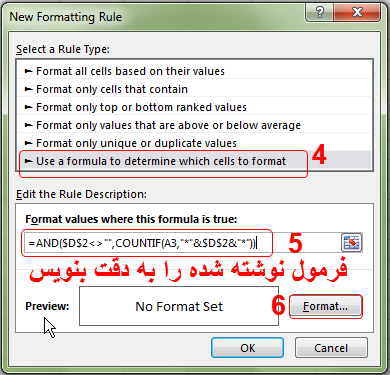 New Formatting Rule
Select a Rule Type:
► Format all cells based on their values
► Format only cells that contain
► Format only top or bottom ranked values
► Format only values that are above or below average
► Format only unique or duplicate values
► Use a formula to determine which cells to format
4
Edit the Rule Description:
Format values where this formula is true:
=AND($D$2<>"",COUNTIF(A3,"*"&$D$2&"*"))
5
فرمول نوشته شده را به دقت بنویس
Preview:
No Format Set
6
Format...
OK
Cancel